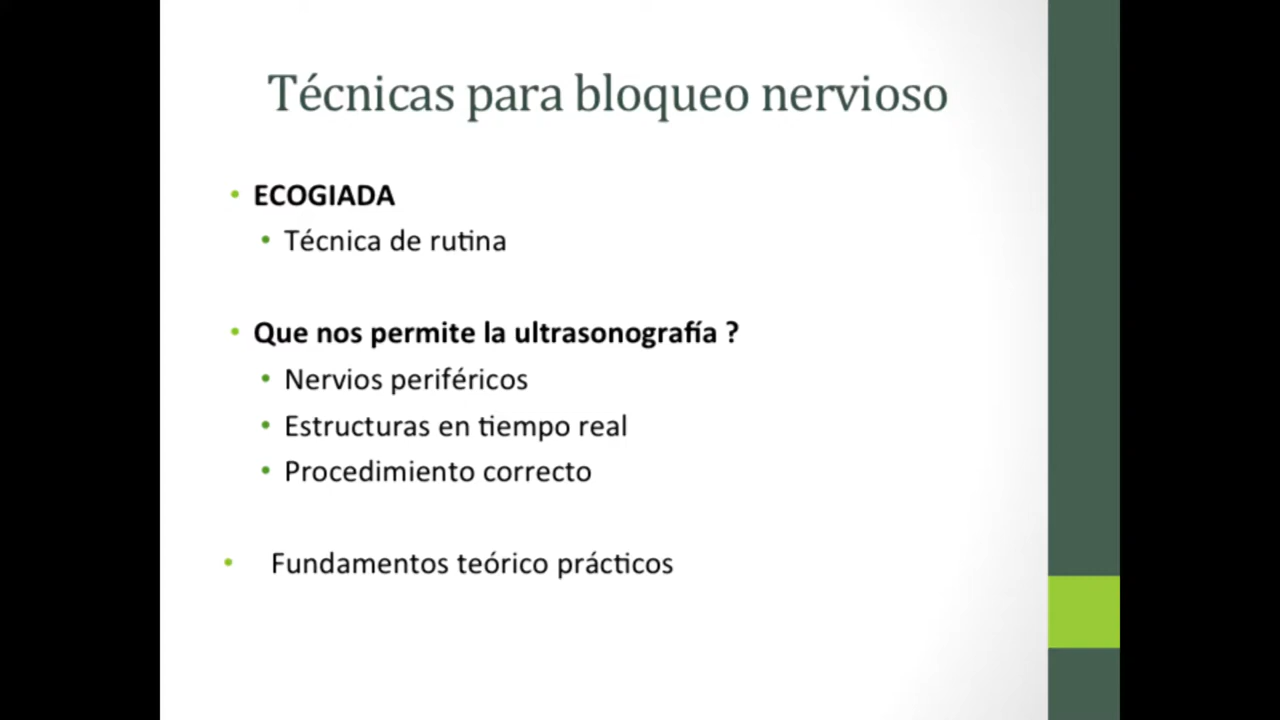 Técnicas para bloqueo nervioso
• ECOGIADA
• Técnica de rutina
• Que nos permite la ultrasonografía ?
• Nervios periféricos
• Estructuras en tiempo real
• Procedimiento correcto
• Fundamentos teórico prácticos